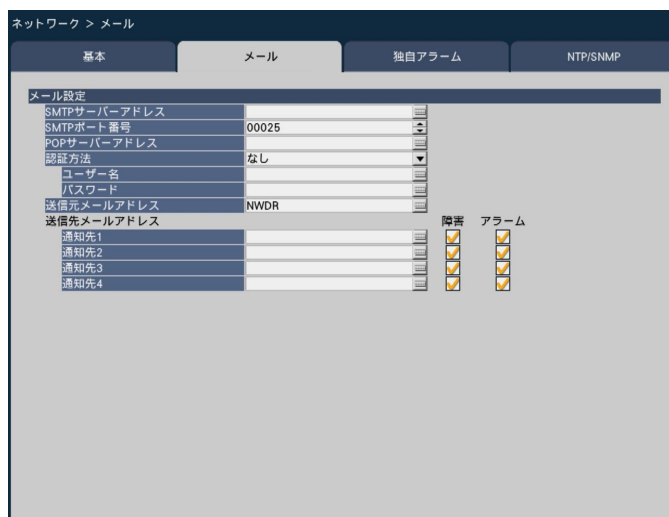 ネットワーク > メール
基本 メール 独自アラーム NTP/SNMP
メール設定
SMTPサーバーアドレス
SMTPポート番号 00025
POPサーバーアドレス
認証方法 なし
ユーザー名
パスワード
送信元メールアドレス NWDR
送信先メールアドレス 障害 アラーム
通知先1
通知先2
通知先3
通知先4